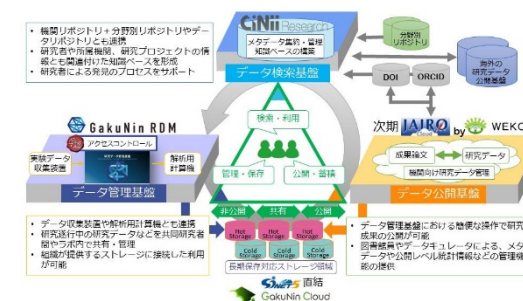 ・機関リポジトリ+分野別リポジトリやデー
タリポジトリとも連携
・研究者や所属機関、研究プロジェクトの情
報とも関連付けた知識ベースを形成
・研究者による発見のプロセスをサポート
CiNii Research
メタデータ集約・管理
知識ベースの構築
データ検索基盤
分野別
リポジトリ
海外の
研究データ
公開基盤
DOI
ORCID
GakuNin RDM
アクセスコントロール
実験データ
収集装置
解析用
計算機
データ管理基盤
検索・利用
管理・保存
公開・蓄積
次期 JAIRO Cloud by WEKO
成果論文
研究データ
機関向け研究データ管理
データ公開基盤
非公開
共有
公開
Hot Storage
Hot Storage
Hot Storage
Cold Storage
Cold Storage
Cold Storage
長期保存対応ストレージ領域
SINET5 直結
GakuNin Cloud
・データ収集装置や解析用計算機とも連携
・研究遂行中の研究データなどを共同研究者
間やラボ内で共有・管理
・組織が提供するストレージに接続した利用
が可能
・データ管理基盤における簡便な操作で研究
成果の公開が可能
・図書館員やデータキュレータによる、メタ
データや公開レベル統計情報などの管理機
能の提供